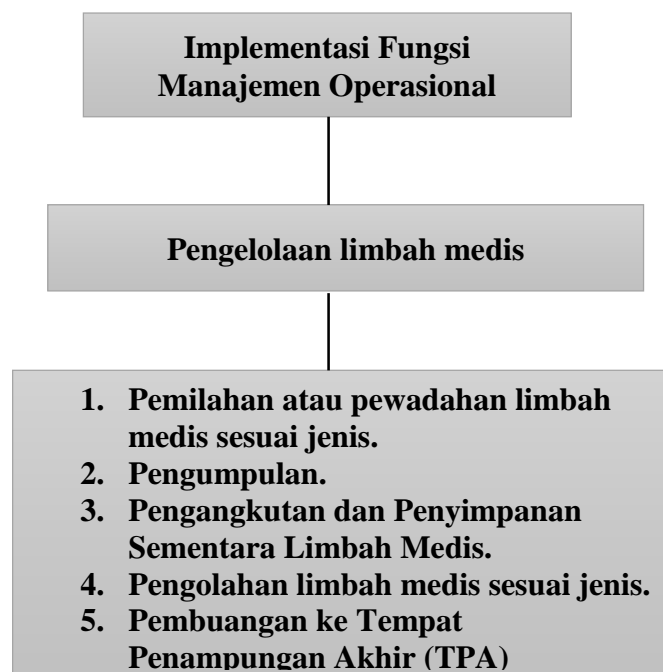 Implementasi Fungsi
Manajemen Operasional
Pengelolaan limbah medis
1. Pemilahan atau pewadahan limbah
medis sesuai jenis.
2. Pengumpulan.
3. Pengangkutan dan Penyimpanan
Sementara Limbah Medis.
4. Pengolahan limbah medis sesuai jenis.
5. Pembuangan ke Tempat
Penampungan Akhir (TPA)